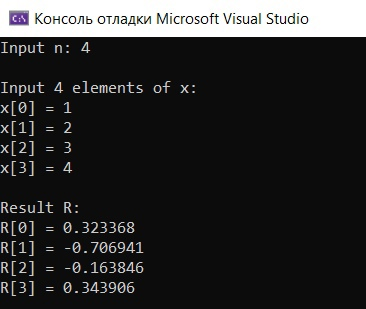 C:\ Консоль отладки Microsoft Visual Studio
Input n: 4
Input 4 elements of x:
x[0] = 1
x[1] = 2
x[2] = 3
x[3] = 4
Result R:
R[0] = 0.323368
R[1] = -0.706941
R[2] = -0.163846
R[3] = 0.343906